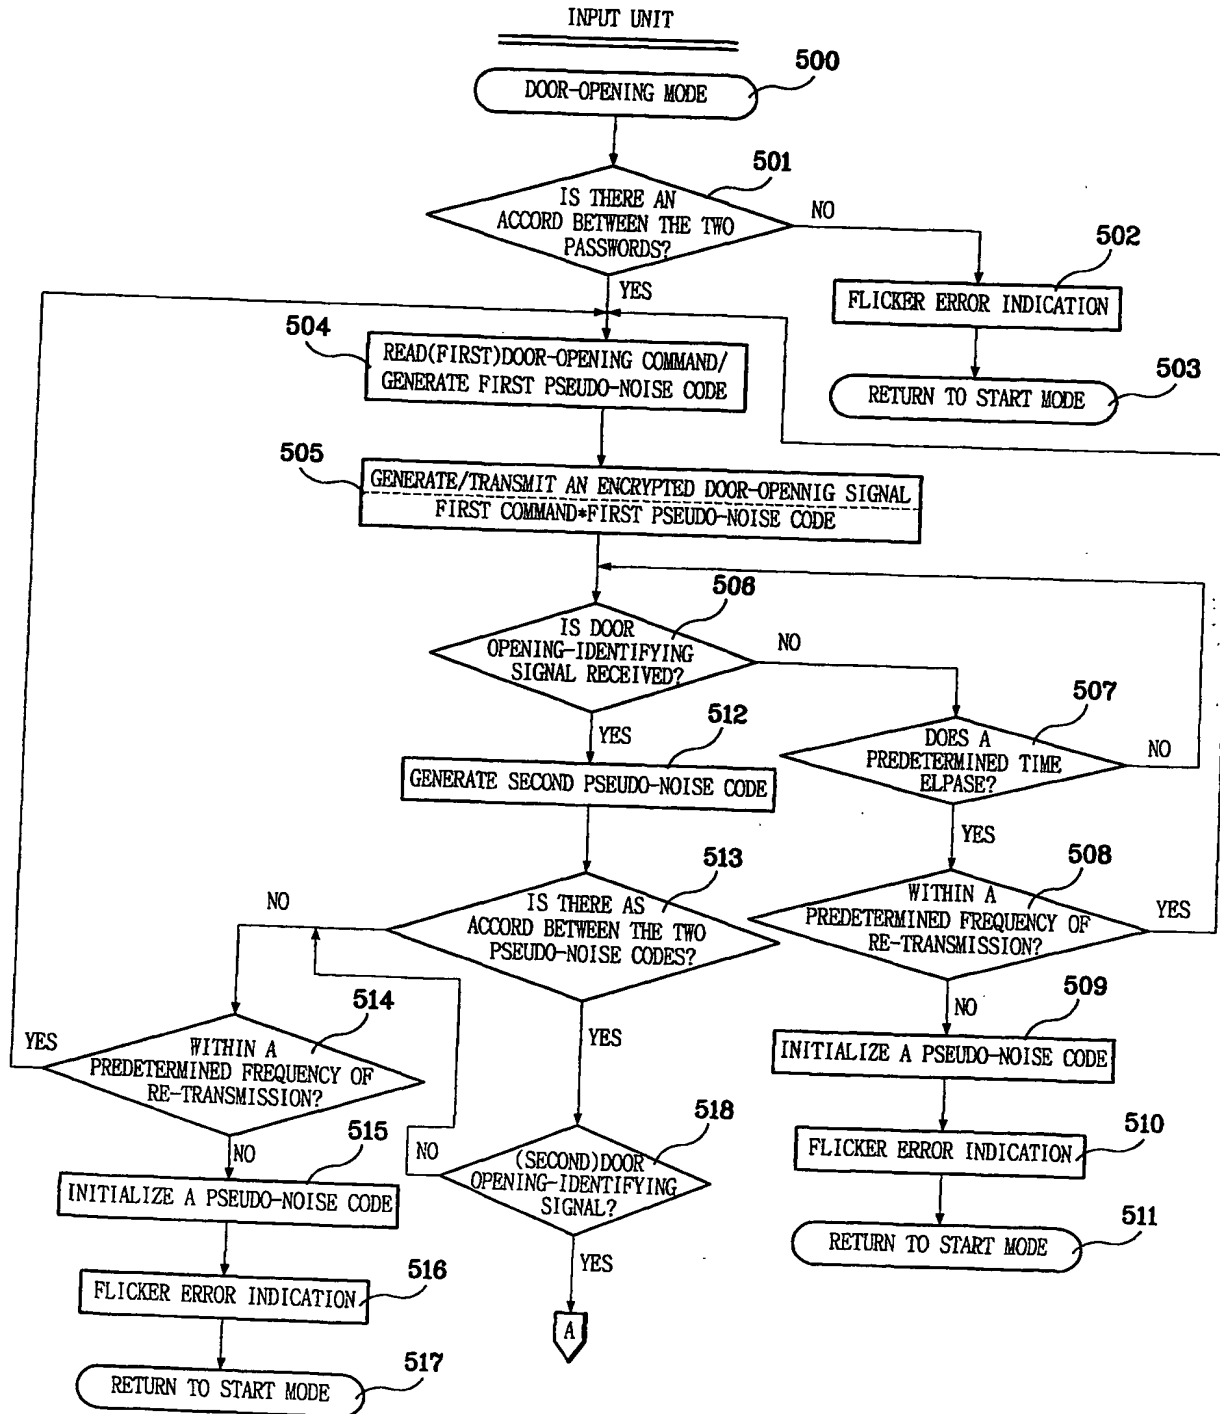 INPUT UNIT
500
DOOR-OPENING MODE
501
IS THERE AN
ACCORD BETWEEN THE TWO
PASSWORDS?
NO
YES
502
FLICKER ERROR INDICATION
503
RETURN TO START MODE
504
READ(FIRST)DOOR-OPENING COMMAND/
GENERATE FIRST PSEUDO-NOISE CODE
505
GENERATE/TRANSMIT AN ENCRYPTED DOOR-OPENNIG SIGNAL
FIRST COMMAND*FIRST PSEUDO-NOISE CODE
506
IS DOOR
OPENING-IDENTIFYING
SIGNAL RECEIVED?
NO
YES
507
DOES A
PREDETERMINED TIME
ELPASE?
NO
YES
512
GENERATE SECOND PSEUDO-NOISE CODE
508
WITHIN A
PREDETERMINED FREQUENCY OF
RE-TRANSMISSION?
YES
NO
513
IS THERE AS
ACCORD BETWEEN THE TWO
PSEUDO-NOISE CODES?
NO
YES
509
INITIALIZE A PSEUDO-NOISE CODE
514
WITHIN A
PREDETERMINED FREQUENCY OF
RE-TRANSMISSION?
YES
NO
510
FLICKER ERROR INDICATION
518
(SECOND)DOOR
OPENING-IDENTIFYING
SIGNAL?
NO
YES
515
INITIALIZE A PSEUDO-NOISE CODE
511
RETURN TO START MODE
516
FLICKER ERROR INDICATION
A
517
RETURN TO START MODE